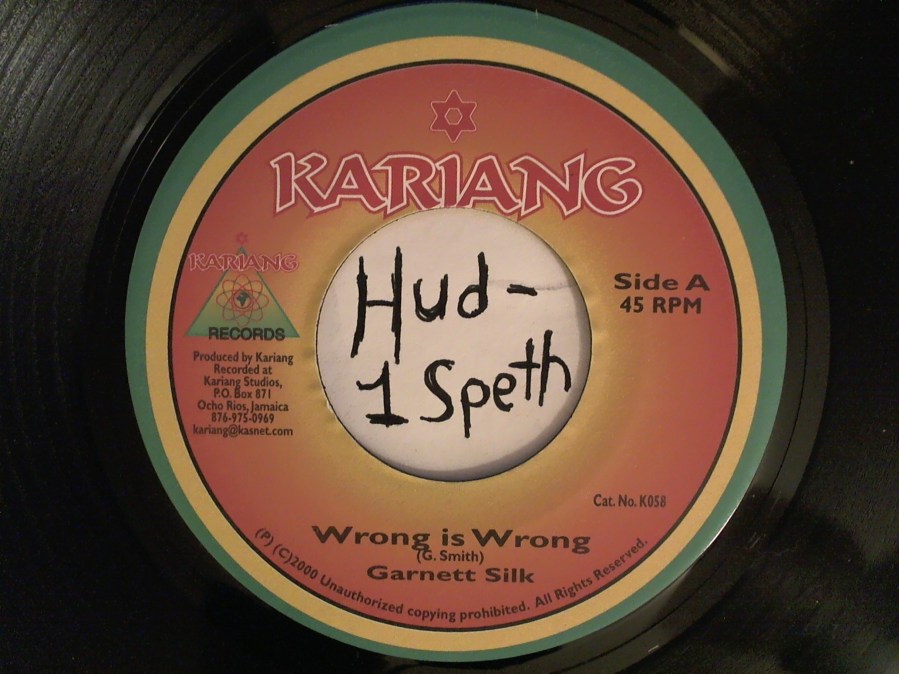 KARIANG
KARIANG
RECORDS
Produced by Kariang
Recorded at
Kariang Studios,
P.O. Box 871
Ocho Rios, Jamaica
876-975-0969
kariang@kasnet.com
Hud-
1 Speth
Side A
45 RPM
Cat. No. K058
Wrong is Wrong
(G. Smith)
Garnett Silk
(P) (C)2000 Unauthorized copying prohibited. All Rights Reserved.